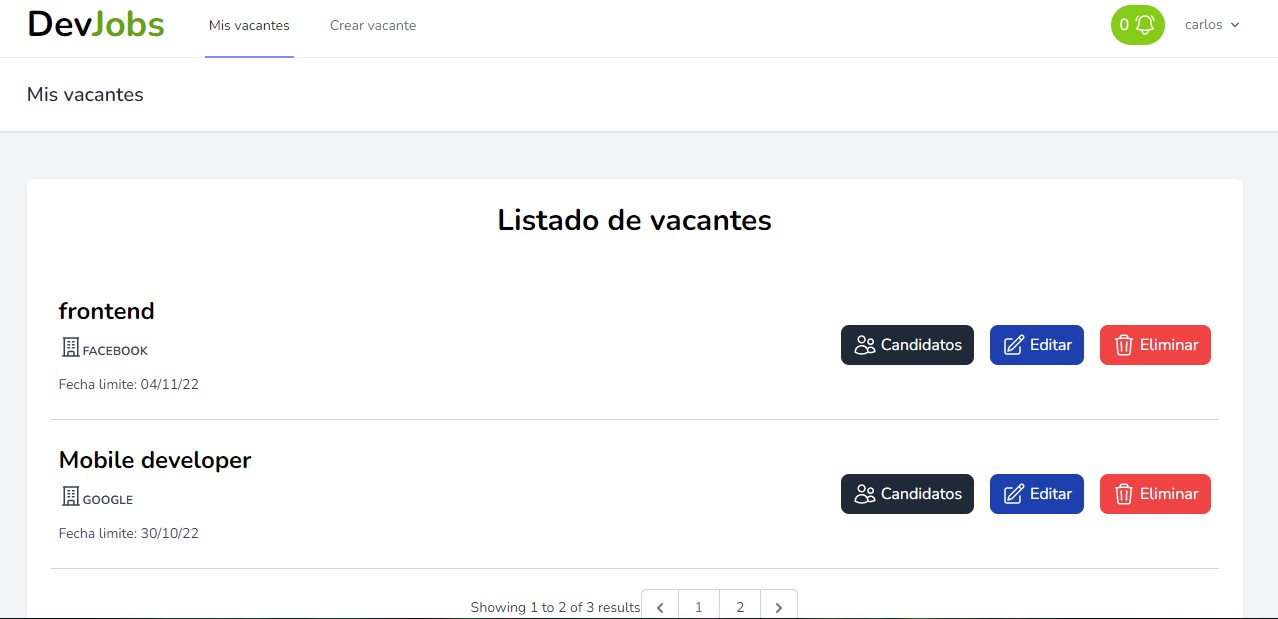 DevJobs Mis vacantes Crear vacante 0 carlos
Mis vacantes
Listado de vacantes
frontend
FACEBOOK
Fecha limite: 04/11/22
Candidatos Editar Eliminar
Mobile developer
GOOGLE
Fecha limite: 30/10/22
Candidatos Editar Eliminar
Showing 1 to 2 of 3 results 1 2